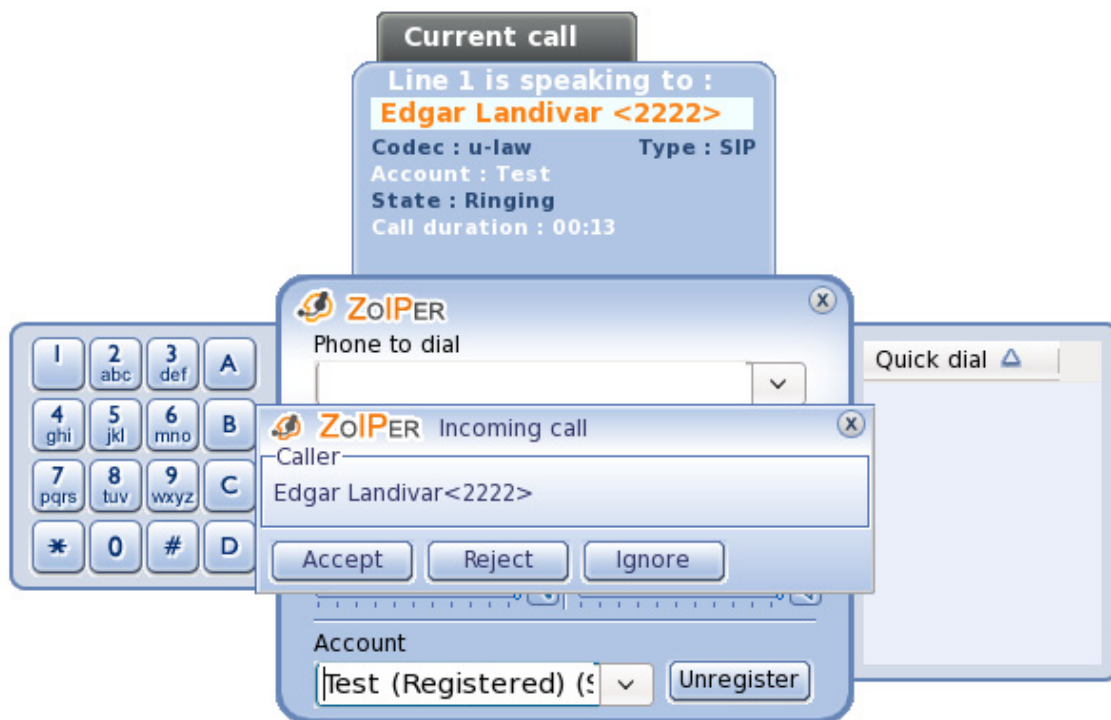 Current call
Line 1 is speaking to :
Edgar Landivar <2222>
Codec : u-law Type : SIP
Account : Test
State : Ringing
Call duration : 00:13
ZoIPER
Phone to dial
Quick dial
1 2 abc 3 def A
4 ghi 5 jkl 6 mno B
7 pqrs 8 tuv 9 wxyz C
* 0 # D
ZoIPER Incoming call
Caller
Edgar Landivar<2222>
Accept Reject Ignore
Account
Test (Registered) (S Unregister